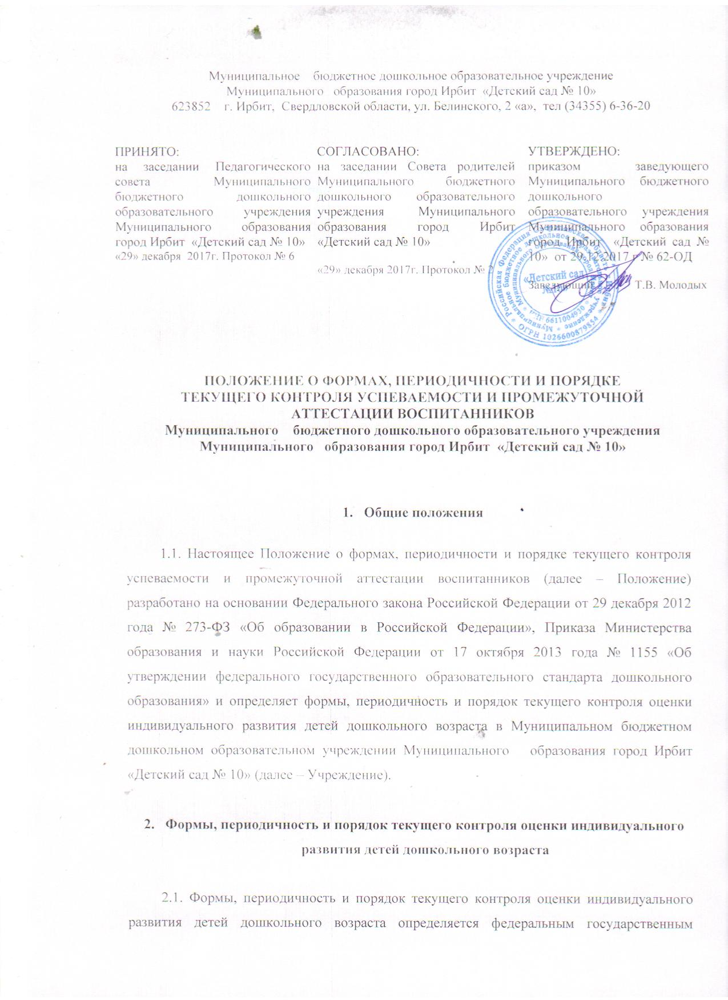 Муниципальное бюджетное дошкольное образовательное учреждение
Муниципального образования город Ирбит «Детский сад № 10»
623852 г. Ирбит, Свердловской области, ул. Белинского, 2 «а», тел (34355) 6-36-20
ПРИНЯТО:
на заседании Педагогического
совета Муниципального
бюджетного дошкольного
образовательного учреждения
Муниципального образования
город Ирбит «Детский сад № 10»
«29» декабря 2017г. Протокол № 6
СОГЛАСОВАНО:
на заседании Совета родителей
Муниципального бюджетного
дошкольного образовательного
учреждения Муниципального
образования город Ирбит
«Детский сад № 10»
«29» декабря 2017г. Протокол № 2
УТВЕРЖДЕНО:
приказом заведующего
Муниципального бюджетного
дошкольного
образовательного учреждения
Муниципального образования
город Ирбит «Детский сад №
10» от 29.12.2017 г № 62-ОД
Заведующий Т.В. Молодых
Российская Федерация Свердловская область
ОГРН 1026600879854
6611004930
«Детский сад
ПОЛОЖЕНИЕ О ФОРМАХ, ПЕРИОДИЧНОСТИ И ПОРЯДКЕ
ТЕКУЩЕГО КОНТРОЛЯ УСПЕВАЕМОСТИ И ПРОМЕЖУТОЧНОЙ
АТТЕСТАЦИИ ВОСПИТАННИКОВ
Муниципального бюджетного дошкольного образовательного учреждения
Муниципального образования город Ирбит «Детский сад № 10»
1. Общие положения
1.1. Настоящее Положение о формах, периодичности и порядке текущего контроля
успеваемости и промежуточной аттестации воспитанников (далее – Положение)
разработано на основании Федерального закона Российской Федерации от 29 декабря 2012
года № 273-ФЗ «Об образовании в Российской Федерации», Приказа Министерства
образования и науки Российской Федерации от 17 октября 2013 года № 1155 «Об
утверждении федерального государственного образовательного стандарта дошкольного
образования» и определяет формы, периодичность и порядок текущего контроля оценки
индивидуального развития детей дошкольного возраста в Муниципальном бюджетном
дошкольном образовательном учреждении Муниципального образования город Ирбит
«Детский сад № 10» (далее – Учреждение).
2. Формы, периодичность и порядок текущего контроля оценки индивидуального
развития детей дошкольного возраста
2.1. Формы, периодичность и порядок текущего контроля оценки индивидуального
развития детей дошкольного возраста определяется федеральным государственным